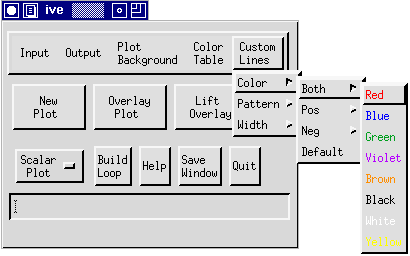 ive
Input Output Plot Background Color Table Custom Lines
New Plot Overlay Plot Lift Overlay
Color
Pattern
Width
Both
Pos
Neg
Default
Red
Blue
Green
Violet
Brown
Black
White
Yellow
Scalar Plot Build Loop Help Save Window Quit